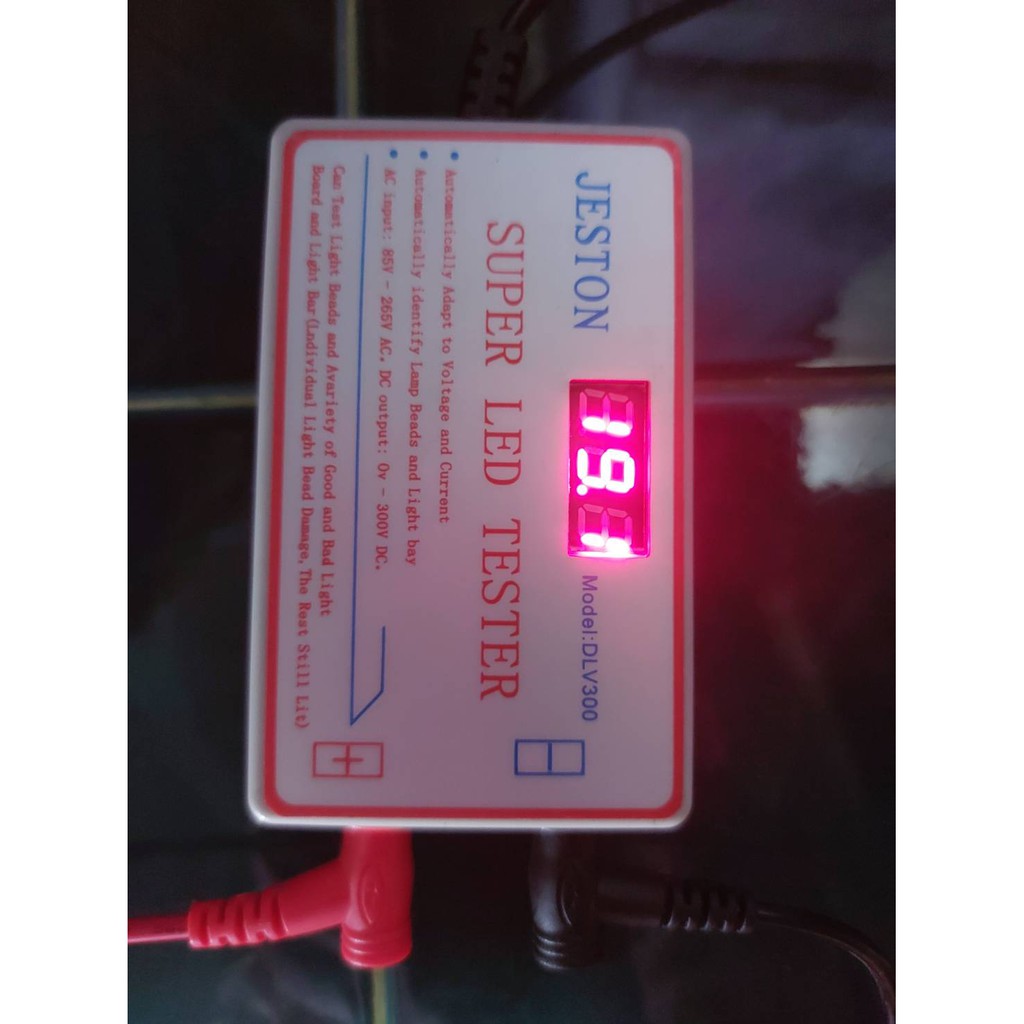 JESTON
Model:DLV300
SUPER LED TESTER
• Automatically Adapt to Voltage and Current
• Automatically identify Lamp Beads and Light bay
• AC input: 85V - 265V AC, DC output: 0v - 300V DC.
Can Test Light Beads and Avariety of Good and Bad Light
Board and Light Bar(Lndividual Light Bead Damage, The Rest Still Lit)